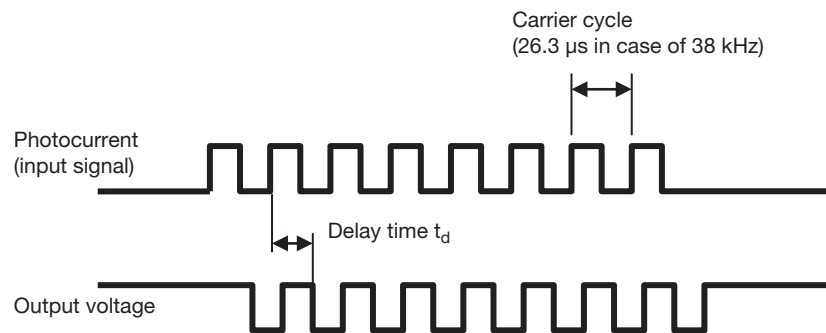 Carrier cycle
(26.3 µs in case of 38 kHz)
Photocurrent
(input signal)
Delay time td
Output voltage